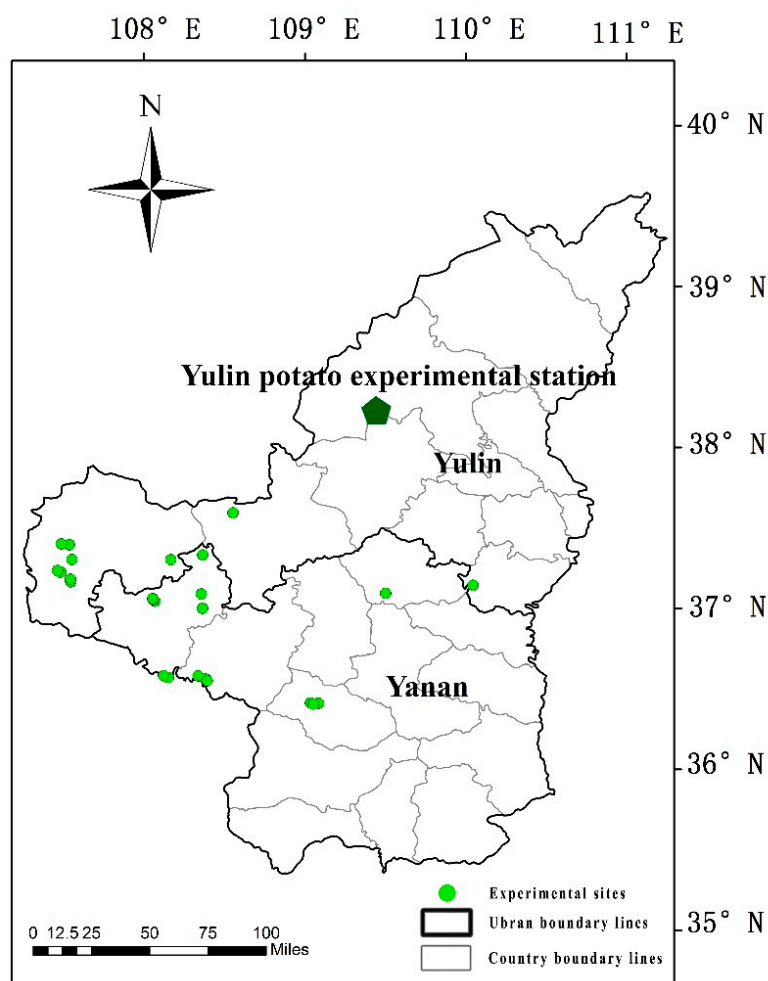 108° E 109° E 110° E 111° E
N
40° N
39° N
Yulin potato experimental station
38° N
Yulin
37° N
Yanan
36° N
Experimental sites
35° N
Ubran boundary lines
0 12.5 25 50 75 100
Miles
Country boundary lines